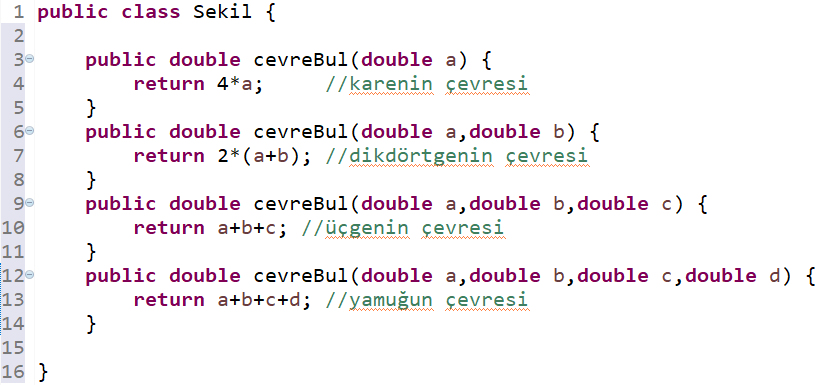 1 public class Sekil {
2
3 public double cevreBul(double a) {
4 return 4*a; //karenin çevresi
5 }
6 public double cevreBul(double a,double b) {
7 return 2*(a+b); //dikdörtgenin çevresi
8 }
9 public double cevreBul(double a,double b,double c) {
10 return a+b+c; //üçgenin çevresi
11 }
12 public double cevreBul(double a,double b,double c,double d) {
13 return a+b+c+d; //yamuğun çevresi
14 }
15
16 }